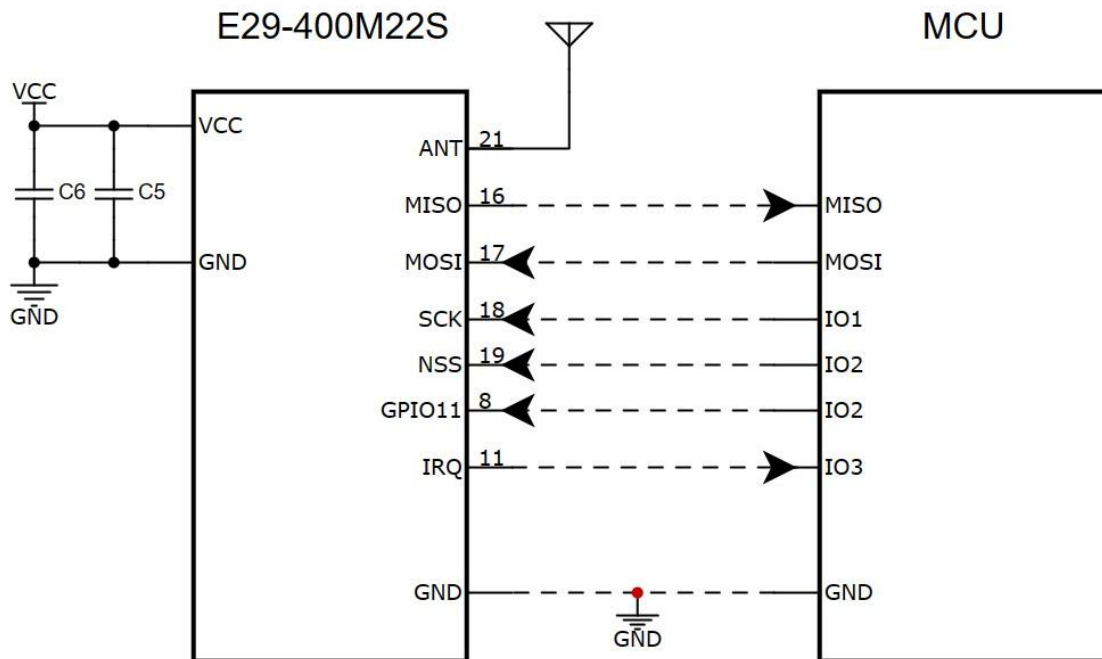 E29-400M22S
MCU
VCC
VCC
ANT 21
C6
C5
MISO 16
MISO
GND
MOSI 17
MOSI
GND
SCK 18
IO1
NSS 19
IO2
GPIO11 8
IO2
IRQ 11
IO3
GND
GND
GND